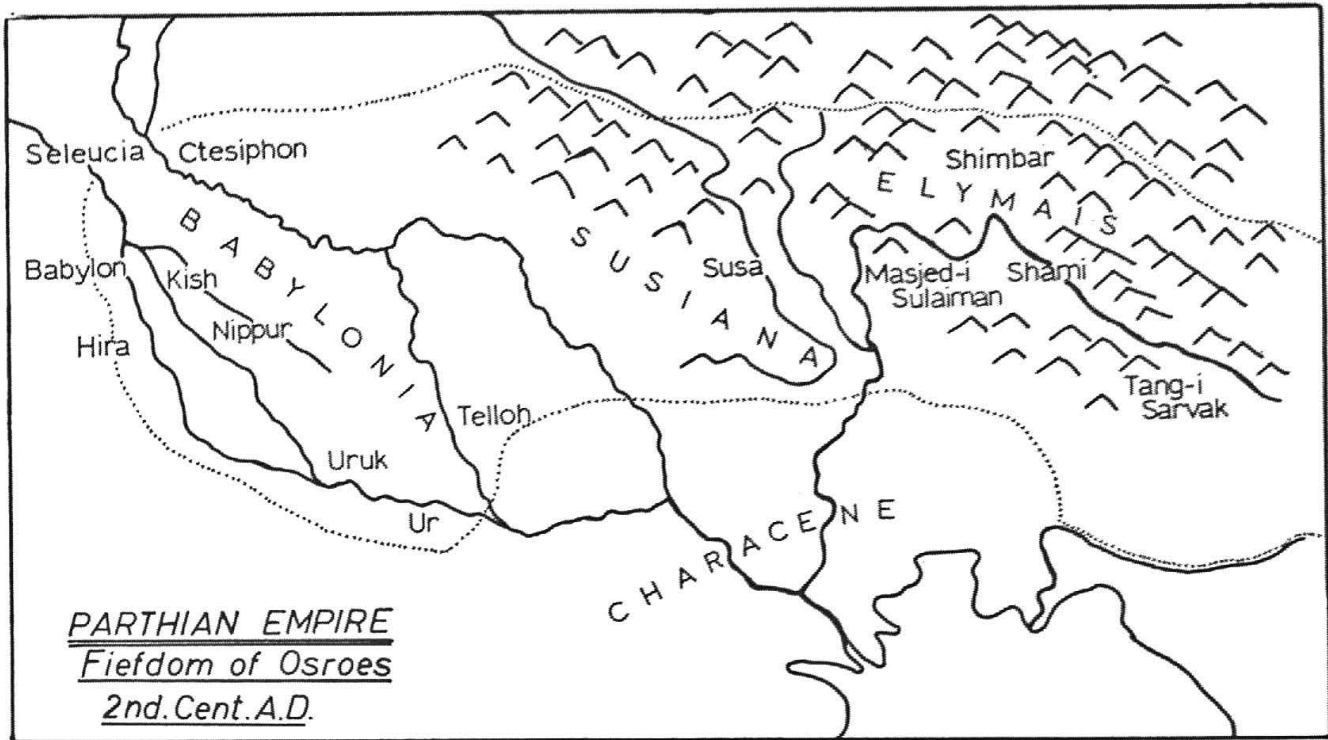 Seleucia
Ctesiphon
Shimbar
ELYMAIS
BABYLONIA
SUSIANA
Babylon
Kish
Susa
Masjed-i
Sulaiman
Shami
Nippur
Hira
Tang-i
Sarvak
Telloh
Uruk
Ur
CHARACENE
PARTHIAN EMPIRE
Fiefdom of Osroes
2nd.Cent.A.D.